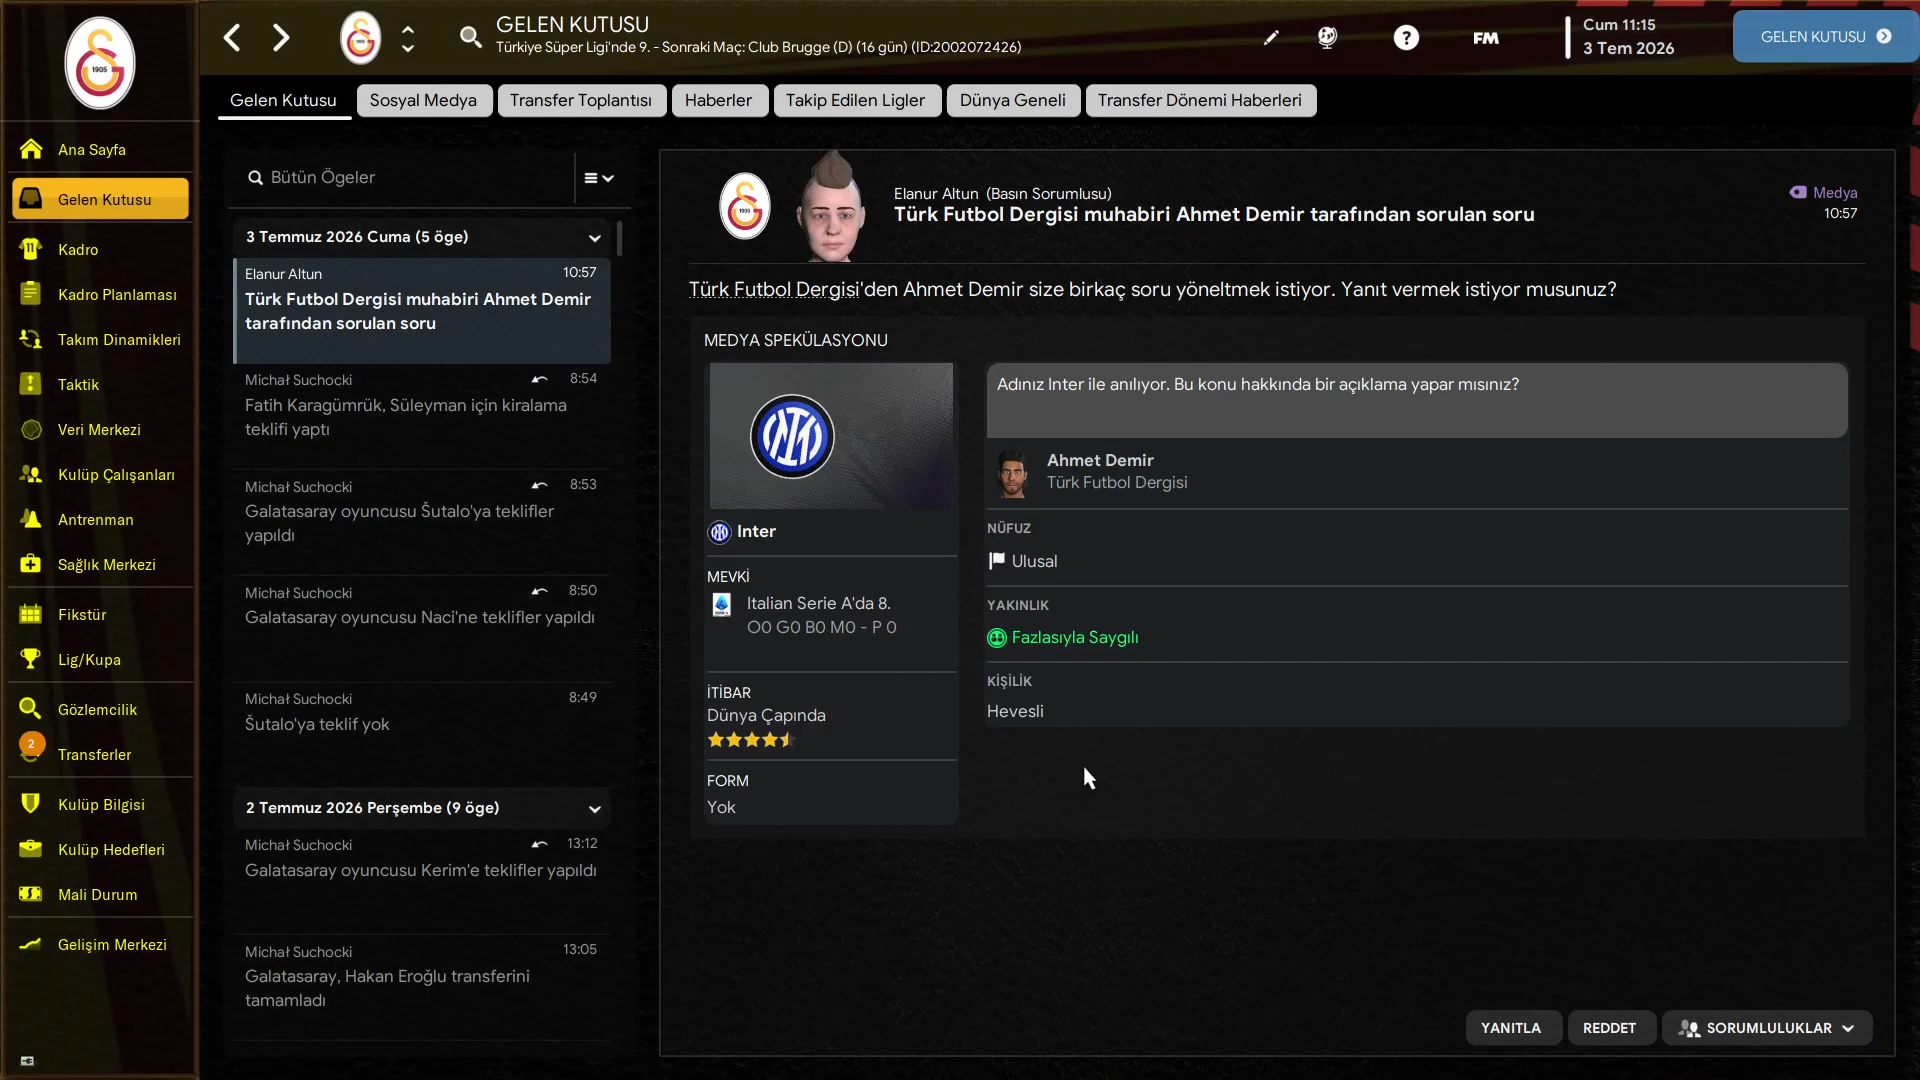 GELEN KUTUSU
Türkiye Süper Ligi'nde 9. - Sonraki Maç: Club Brugge (D) (16 gün) (ID:2002072426)
FM
Cum 11:15
3 Tem 2026
GELEN KUTUSU
1905
Gelen Kutusu
Sosyal Medya
Transfer Toplantısı
Haberler
Takip Edilen Ligler
Dünya Geneli
Transfer Dönemi Haberleri
Ana Sayfa
Gelen Kutusu
Kadro
Kadro Planlaması
Takım Dinamikleri
Taktik
Veri Merkezi
Kulüp Çalışanları
Antrenman
Sağlık Merkezi
Fikstür
Lig/Kupa
Gözlemcilik
2
Transferler
Kulüp Bilgisi
Kulüp Hedefleri
Mali Durum
Gelişim Merkezi
Bütün Ögeler
3 Temmuz 2026 Cuma (5 öge)
Elanur Altun 10:57
Türk Futbol Dergisi muhabiri Ahmet Demir
tarafından sorulan soru
Michał Suchocki 8:54
Fatih Karagümrük, Süleyman için kiralama
teklifi yaptı
Michał Suchocki 8:53
Galatasaray oyuncusu Šutalo'ya teklifler
yapıldı
Michał Suchocki 8:50
Galatasaray oyuncusu Naci'ne teklifler yapıldı
Michał Suchocki 8:49
Šutalo'ya teklif yok
2 Temmuz 2026 Perşembe (9 öge)
Michał Suchocki 13:12
Galatasaray oyuncusu Kerim'e teklifler yapıldı
Michał Suchocki 13:05
Galatasaray, Hakan Eroğlu transferini
tamamladı
1905
Elanur Altun (Basın Sorumlusu)
Türk Futbol Dergisi muhabiri Ahmet Demir tarafından sorulan soru
Medya
10:57
Türk Futbol Dergisi'den Ahmet Demir size birkaç soru yöneltmek istiyor. Yanıt vermek istiyor musunuz?
MEDYA SPEKÜLASYONU
Inter
MEVKİ
Italian Serie A'da 8.
O0 G0 B0 M0 - P 0
İTİBAR
Dünya Çapında
FORM
Yok
Adınız Inter ile anılıyor. Bu konu hakkında bir açıklama yapar mısınız?
Ahmet Demir
Türk Futbol Dergisi
NÜFUZ
Ulusal
YAKINLIK
Fazlasıyla Saygılı
KİŞİLİK
Hevesli
YANITLA
REDDET
SORUMLULUKLAR